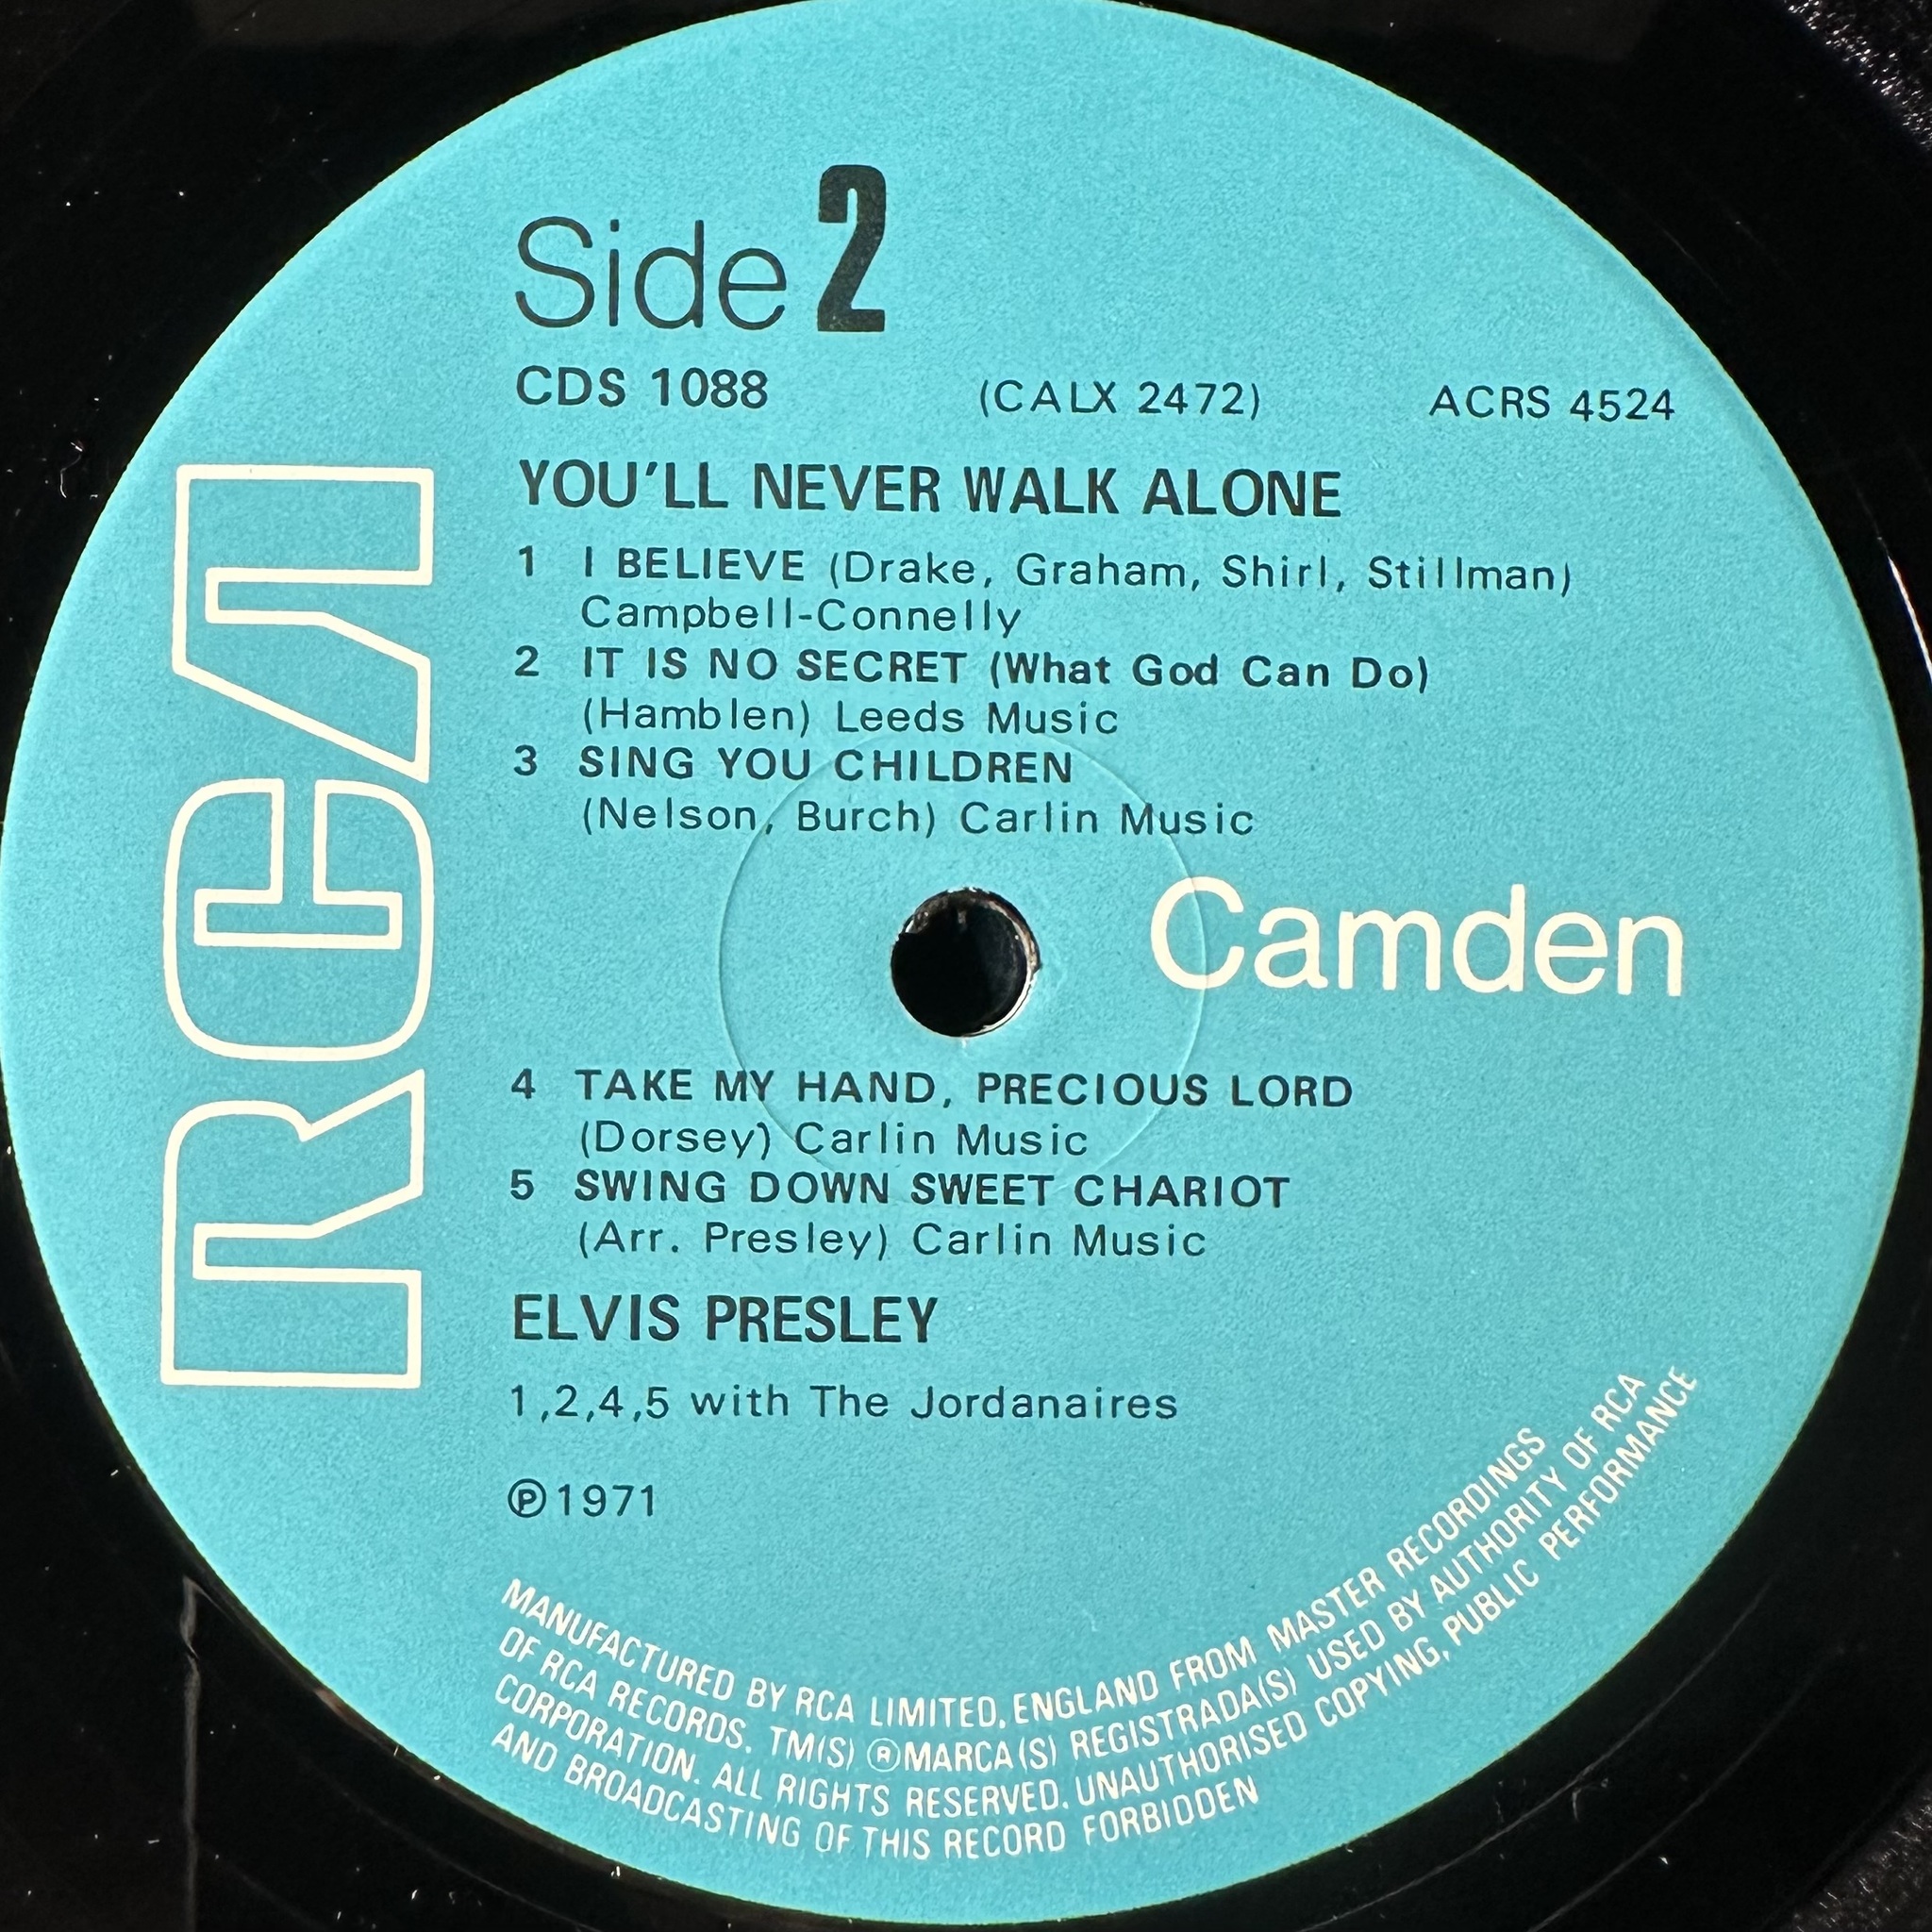 Side 2
CDS 1088 (CALX 2472) ACRS 4524
YOU'LL NEVER WALK ALONE
1 I BELIEVE (Drake, Graham, Shirl, Stillman)
Campbell-Connelly
2 IT IS NO SECRET (What God Can Do)
(Hamblen) Leeds Music
3 SING YOU CHILDREN
(Nelson, Burch) Carlin Music
RCA
Camden
4 TAKE MY HAND, PRECIOUS LORD
(Dorsey) Carlin Music
5 SWING DOWN SWEET CHARIOT
(Arr. Presley) Carlin Music
ELVIS PRESLEY
1,2,4,5 with The Jordanaires
℗1971
MANUFACTURED BY RCA LIMITED, ENGLAND FROM MASTER RECORDINGS
OF RCA RECORDS. TM(S) ®MARCA(S) REGISTRADA(S) USED BY AUTHORITY OF RCA
CORPORATION. ALL RIGHTS RESERVED. UNAUTHORISED COPYING, PUBLIC PERFORMANCE
AND BROADCASTING OF THIS RECORD FORBIDDEN